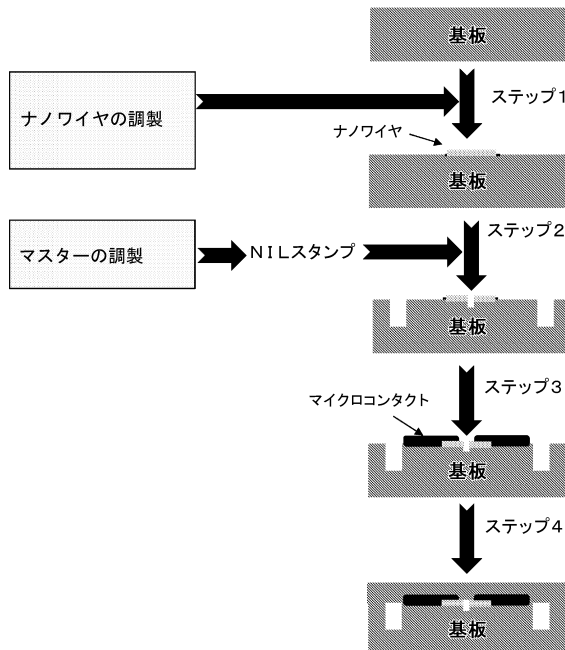 基板
ステップ1
ナノワイヤの調製
ナノワイヤ
基板
ステップ2
マスターの調製
NILスタンプ
基板
ステップ3
マイクロコンタクト
基板
ステップ4
基板